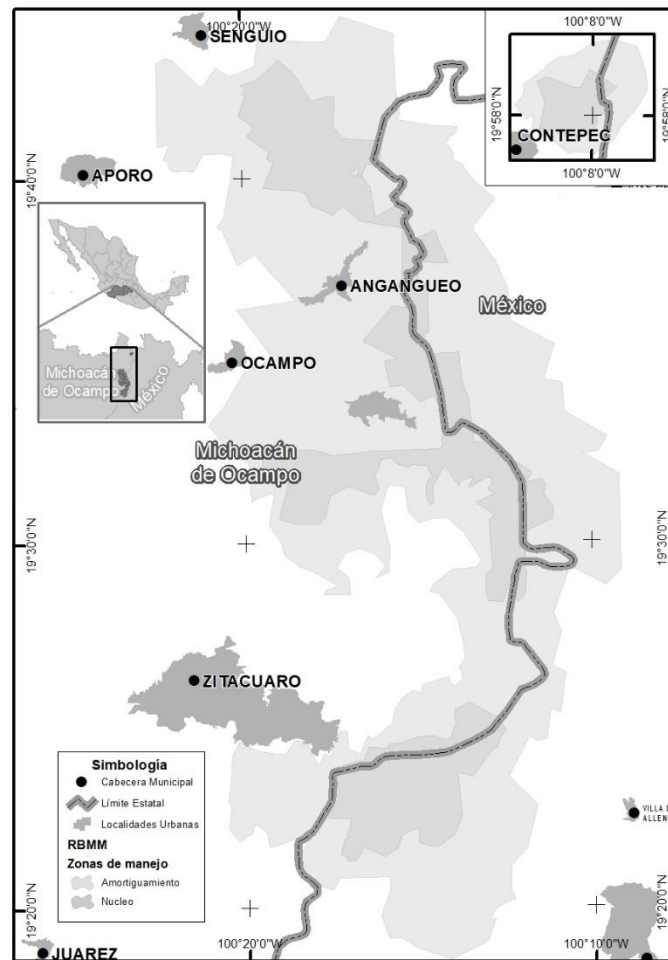 100°20'0"W
100°8'0"W
SENGUIO
19°58'0"N
19°58'0"N
CONTEPEC
100°8'0"W
19°40'0"N
APORO
ANGANGUEO
México
OCAMPO
Michoacán
de Ocampo
México
Michoacán
de Ocampo
19°30'0"N
19°30'0"N
ZITACUARO
Simbología
Cabecera Municipal
Límite Estatal
Localidades Urbanas
RBMM
Zonas de manejo
Amortiguamiento
Nucleo
VILLA D
ALLEN
19°20'0"N
19°20'0"N
JUAREZ
100°20'0"W
100°10'0"W